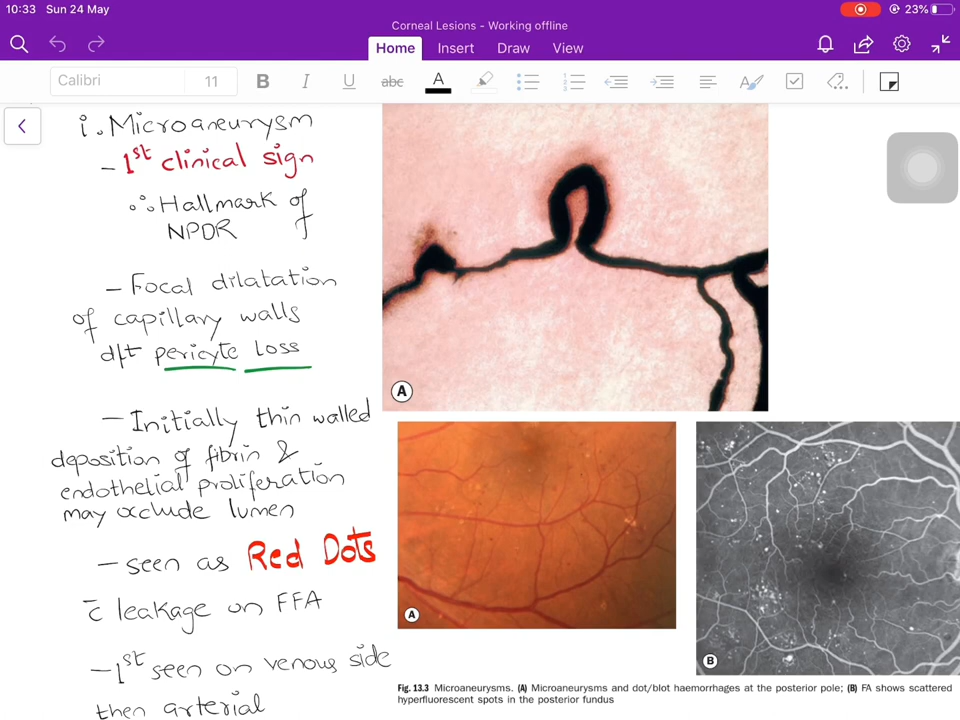 10:33 Sun 24 May
23%
Corneal Lesions - Working offline
Home Insert Draw View
Calibri 11 B I U abc A
i. Microaneurysm
- 1st clinical sign
∴ Hallmark of
NPDR
- Focal dilatation
of capillary walls
d/t pericyte Loss
- Initially thin walled
deposition of fibrin &
endothelial proliferation
may occlude lumen
- seen as Red Dots
c̄ leakage on FFA
- 1st seen on venous side
then arterial
A
A
B
Fig. 13.3 Microaneurysms. (A) Microaneurysms and dot/blot haemorrhages at the posterior pole; (B) FA shows scattered
hyperfluorescent spots in the posterior fundus